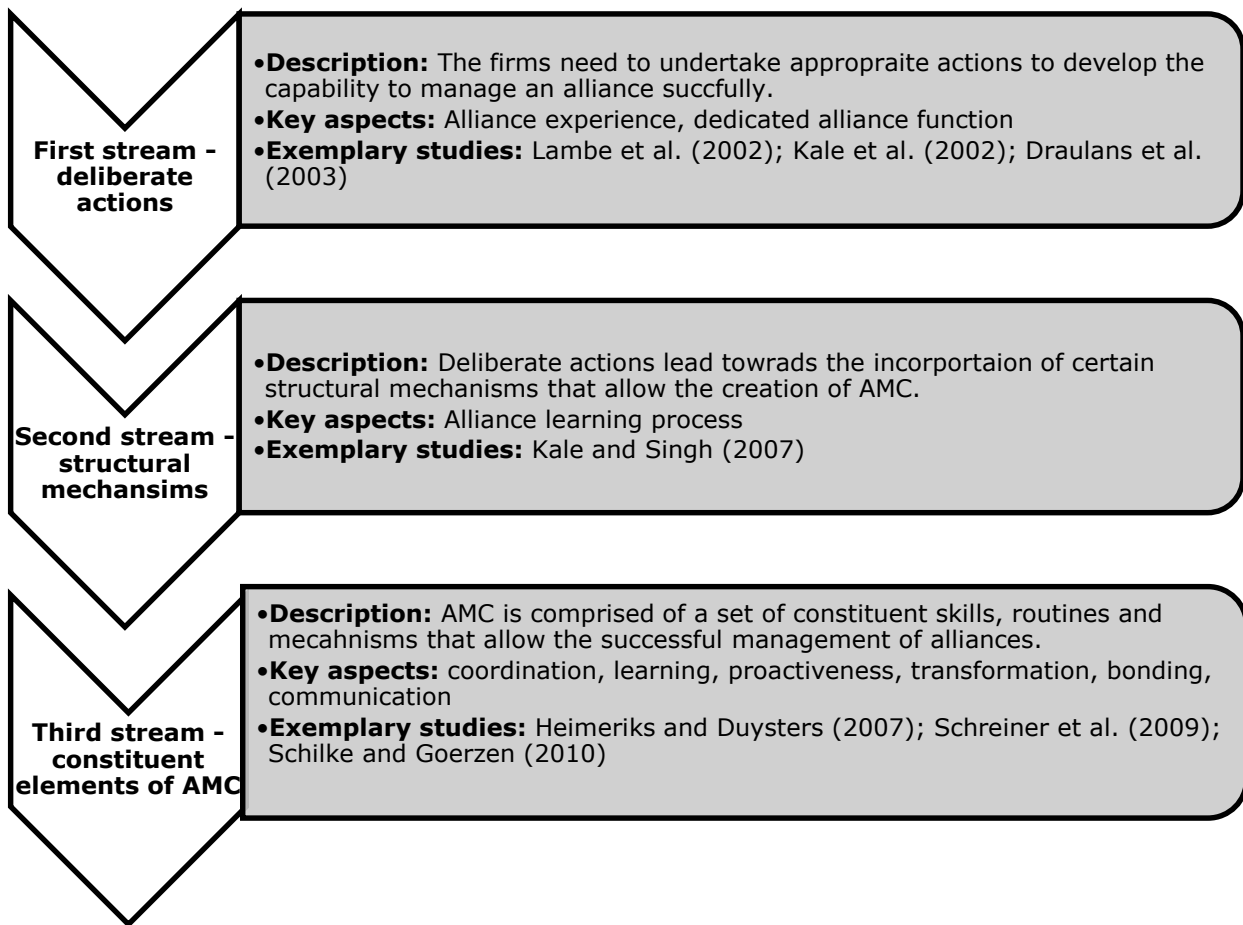 First stream -
deliberate
actions
•Description: The firms need to undertake appropraite actions to develop the
capability to manage an alliance succfully.
•Key aspects: Alliance experience, dedicated alliance function
•Exemplary studies: Lambe et al. (2002); Kale et al. (2002); Draulans et al.
(2003)
Second stream -
structural
mechansims
•Description: Deliberate actions lead towrads the incorportaion of certain
structural mechanisms that allow the creation of AMC.
•Key aspects: Alliance learning process
•Exemplary studies: Kale and Singh (2007)
Third stream -
constituent
elements of AMC
•Description: AMC is comprised of a set of constituent skills, routines and
mecahnisms that allow the successful management of alliances.
•Key aspects: coordination, learning, proactiveness, transformation, bonding,
communication
•Exemplary studies: Heimeriks and Duysters (2007); Schreiner et al. (2009);
Schilke and Goerzen (2010)